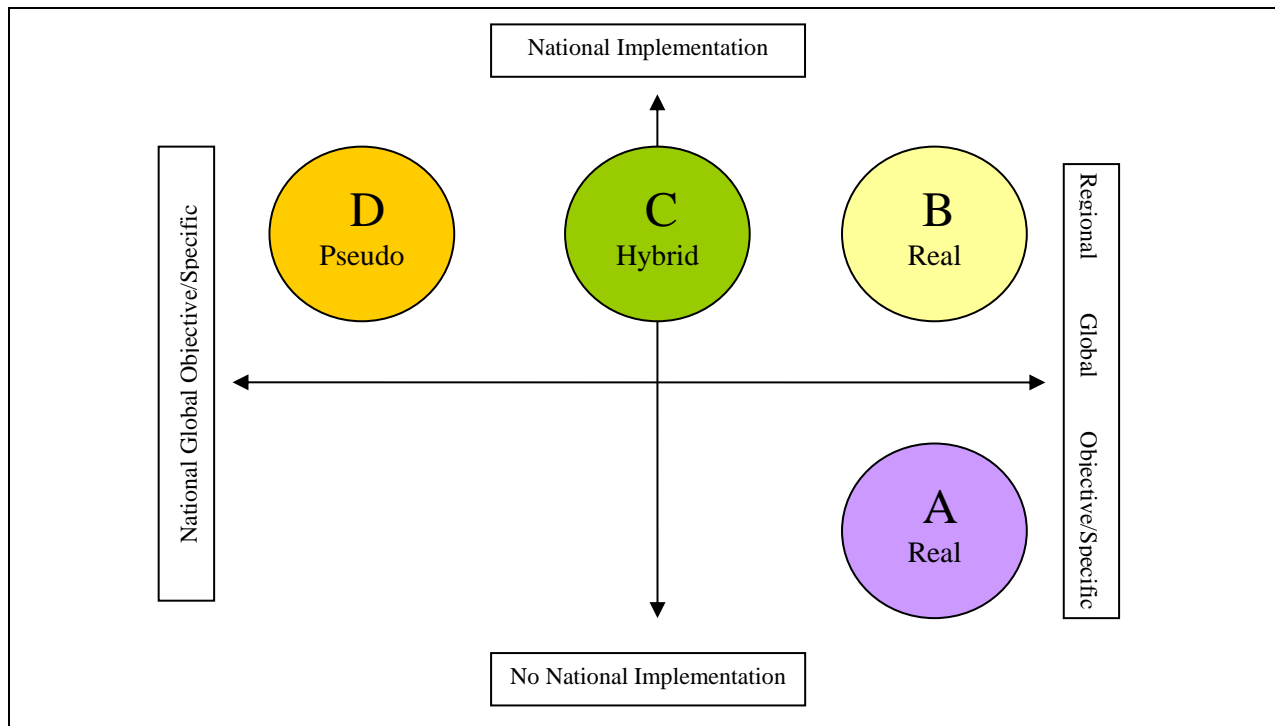 National Implementation
National Global Objective/Specific
D
Pseudo
C
Hybrid
B
Real
Regional Global Objective/Specific
A
Real
No National Implementation